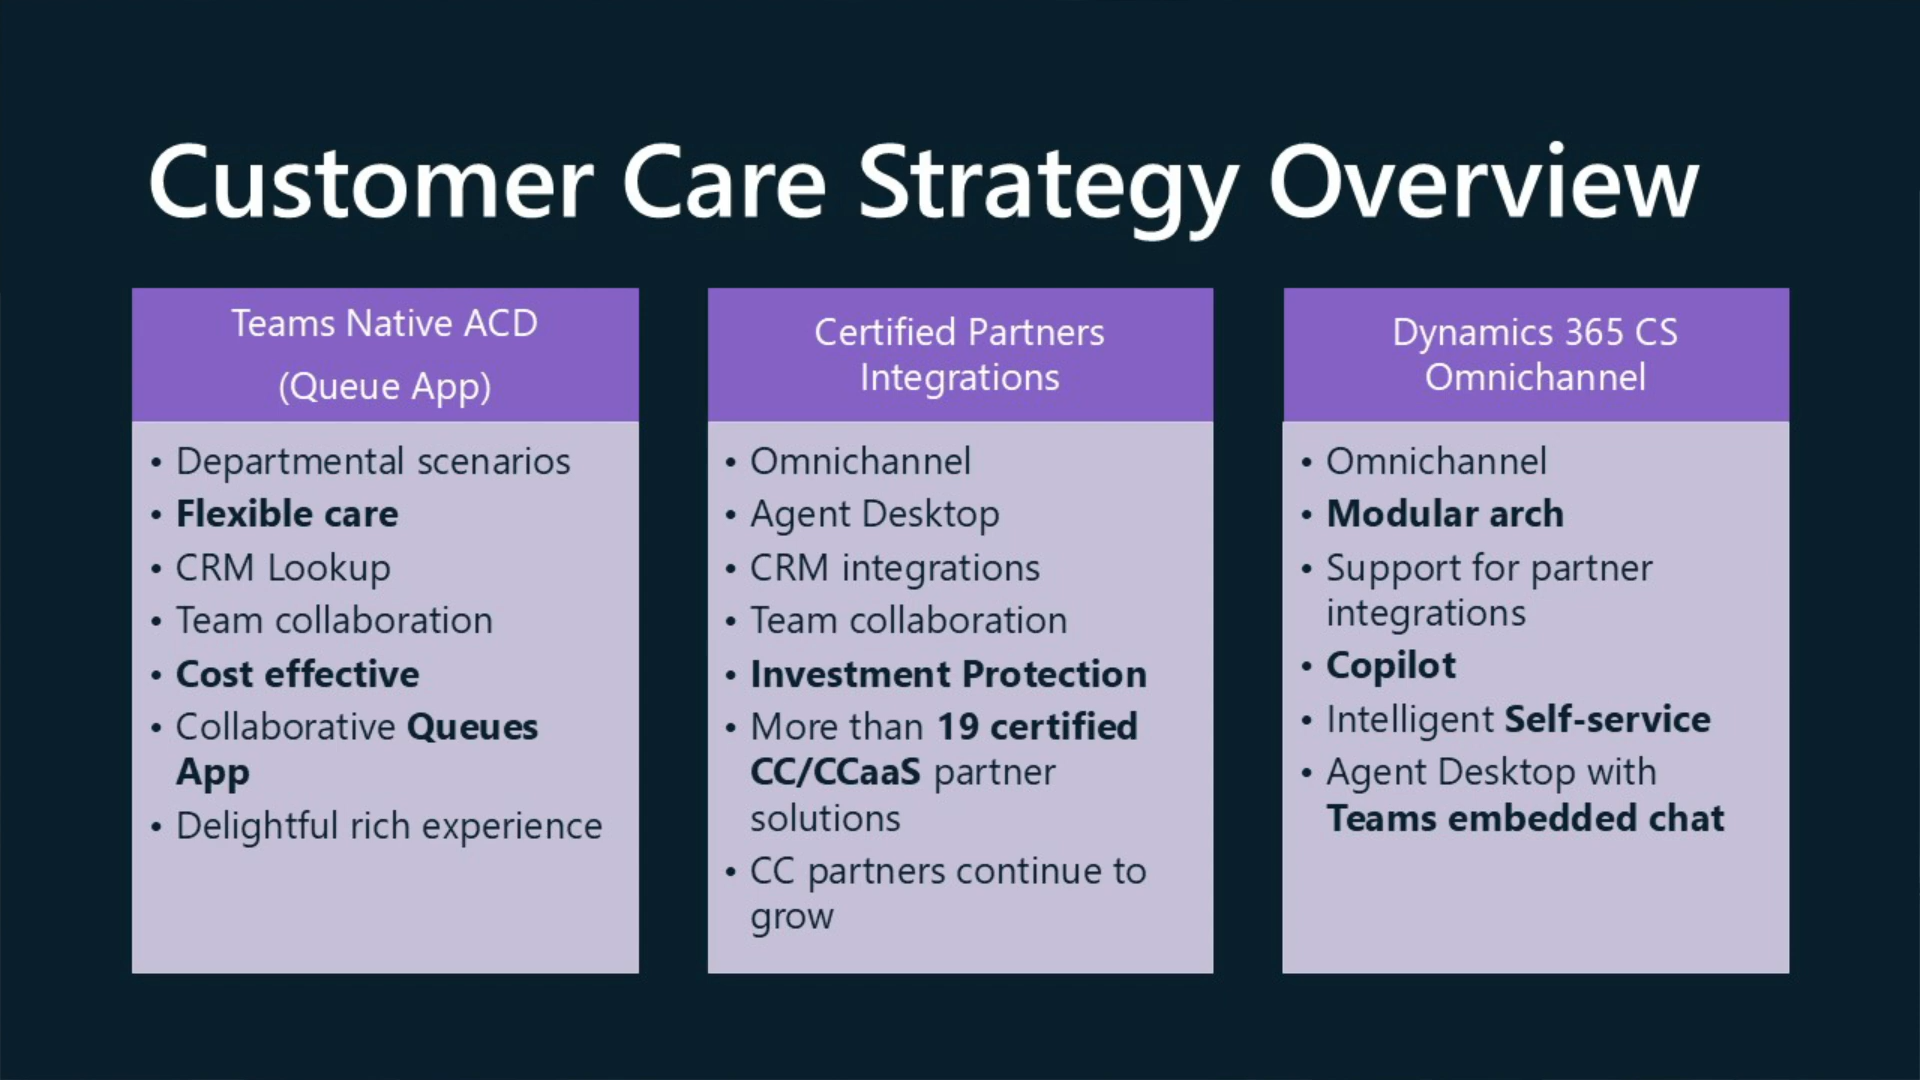 Customer Care Strategy Overview
Teams Native ACD
(Queue App)
• Departmental scenarios
• Flexible care
• CRM Lookup
• Team collaboration
• Cost effective
• Collaborative Queues
App
• Delightful rich experience
Certified Partners
Integrations
• Omnichannel
• Agent Desktop
• CRM integrations
• Team collaboration
• Investment Protection
• More than 19 certified
CC/CCaaS partner
solutions
• CC partners continue to
grow
Dynamics 365 CS
Omnichannel
• Omnichannel
• Modular arch
• Support for partner
integrations
• Copilot
• Intelligent Self-service
• Agent Desktop with
Teams embedded chat